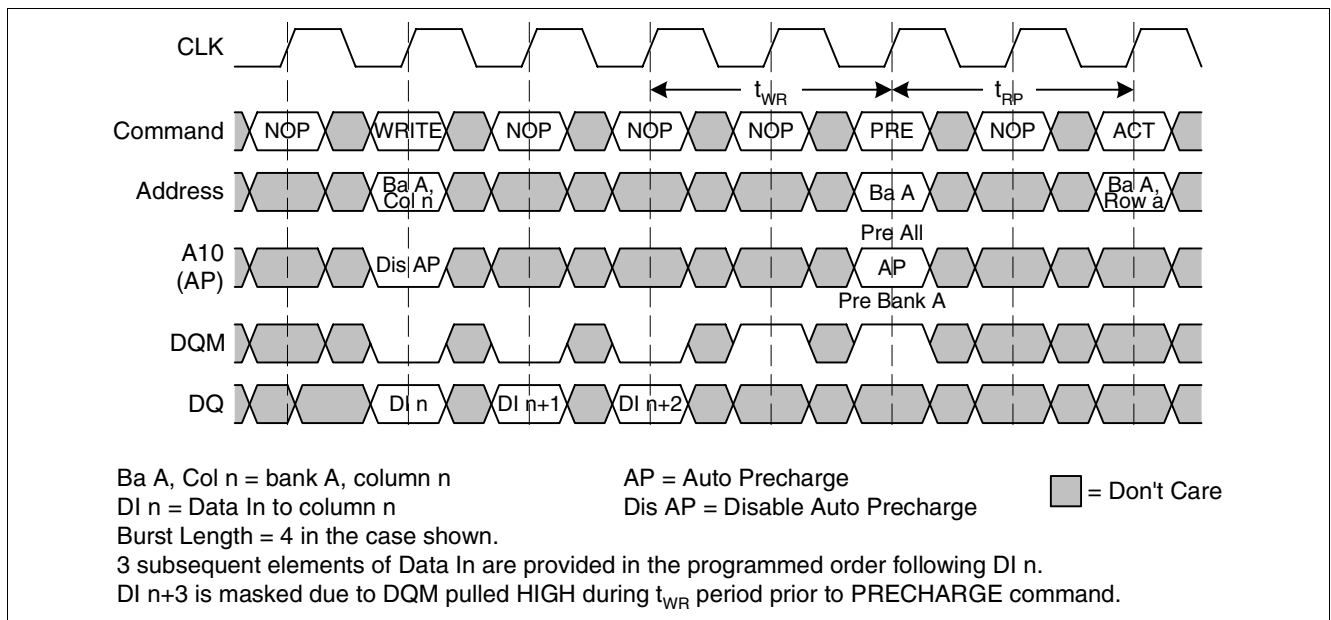 CLK
t_WR t_RP
Command NOP WRITE NOP NOP NOP PRE NOP ACT
Address Ba A, Col n Ba A Ba A, Row a
Pre All
A10 (AP) Dis AP AP
Pre Bank A
DQM
DQ DI n DI n+1 DI n+2
Ba A, Col n = bank A, column n AP = Auto Precharge = Don't Care
DI n = Data In to column n Dis AP = Disable Auto Precharge
Burst Length = 4 in the case shown.
3 subsequent elements of Data In are provided in the programmed order following DI n.
DI n+3 is masked due to DQM pulled HIGH during t_WR period prior to PRECHARGE command.